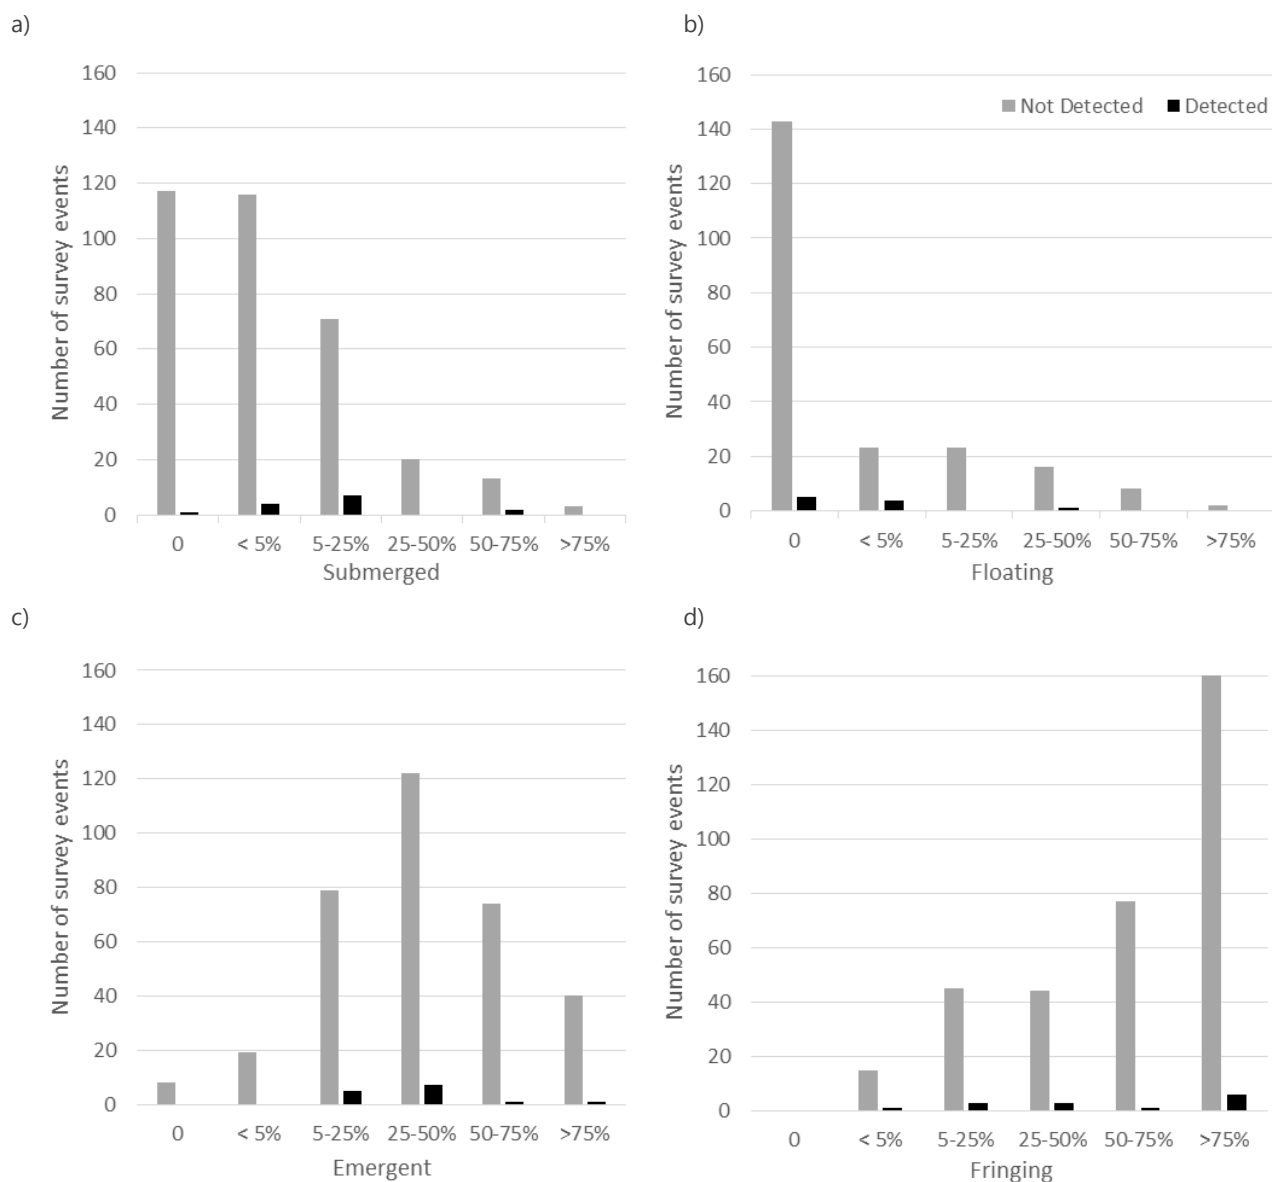 a)
160
140
120
100
80
60
40
20
0
Number of survey events
0 < 5% 5-25% 25-50% 50-75% >75%
Submerged
b)
160
140
120
100
80
60
40
20
0
Number of survey events
Not Detected Detected
0 < 5% 5-25% 25-50% 50-75% >75%
Floating
c)
160
140
120
100
80
60
40
20
0
Number of survey events
0 < 5% 5-25% 25-50% 50-75% >75%
Emergent
d)
160
140
120
100
80
60
40
20
0
Number of survey events
0 < 5% 5-25% 25-50% 50-75% >75%
Fringing